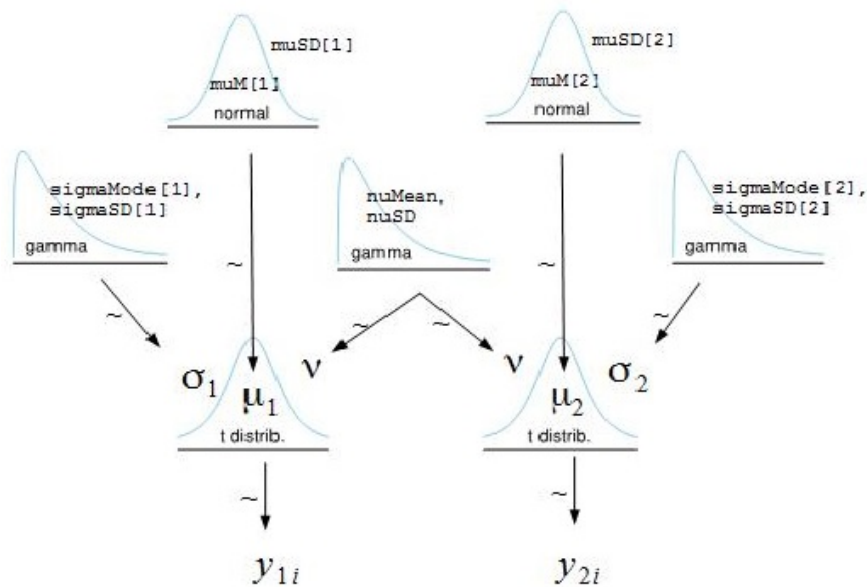 muSD[1]
muM[1]
normal
muSD[2]
muM[2]
normal
sigmaMode[1],
sigmaSD[1]
gamma
nuMean,
nuSD
gamma
sigmaMode[2],
sigmaSD[2]
gamma
~
~
~
~
~
~
σ1
μ1
ν
t distrib.
ν
μ2
σ2
t distrib.
~
~
y1i
y2i